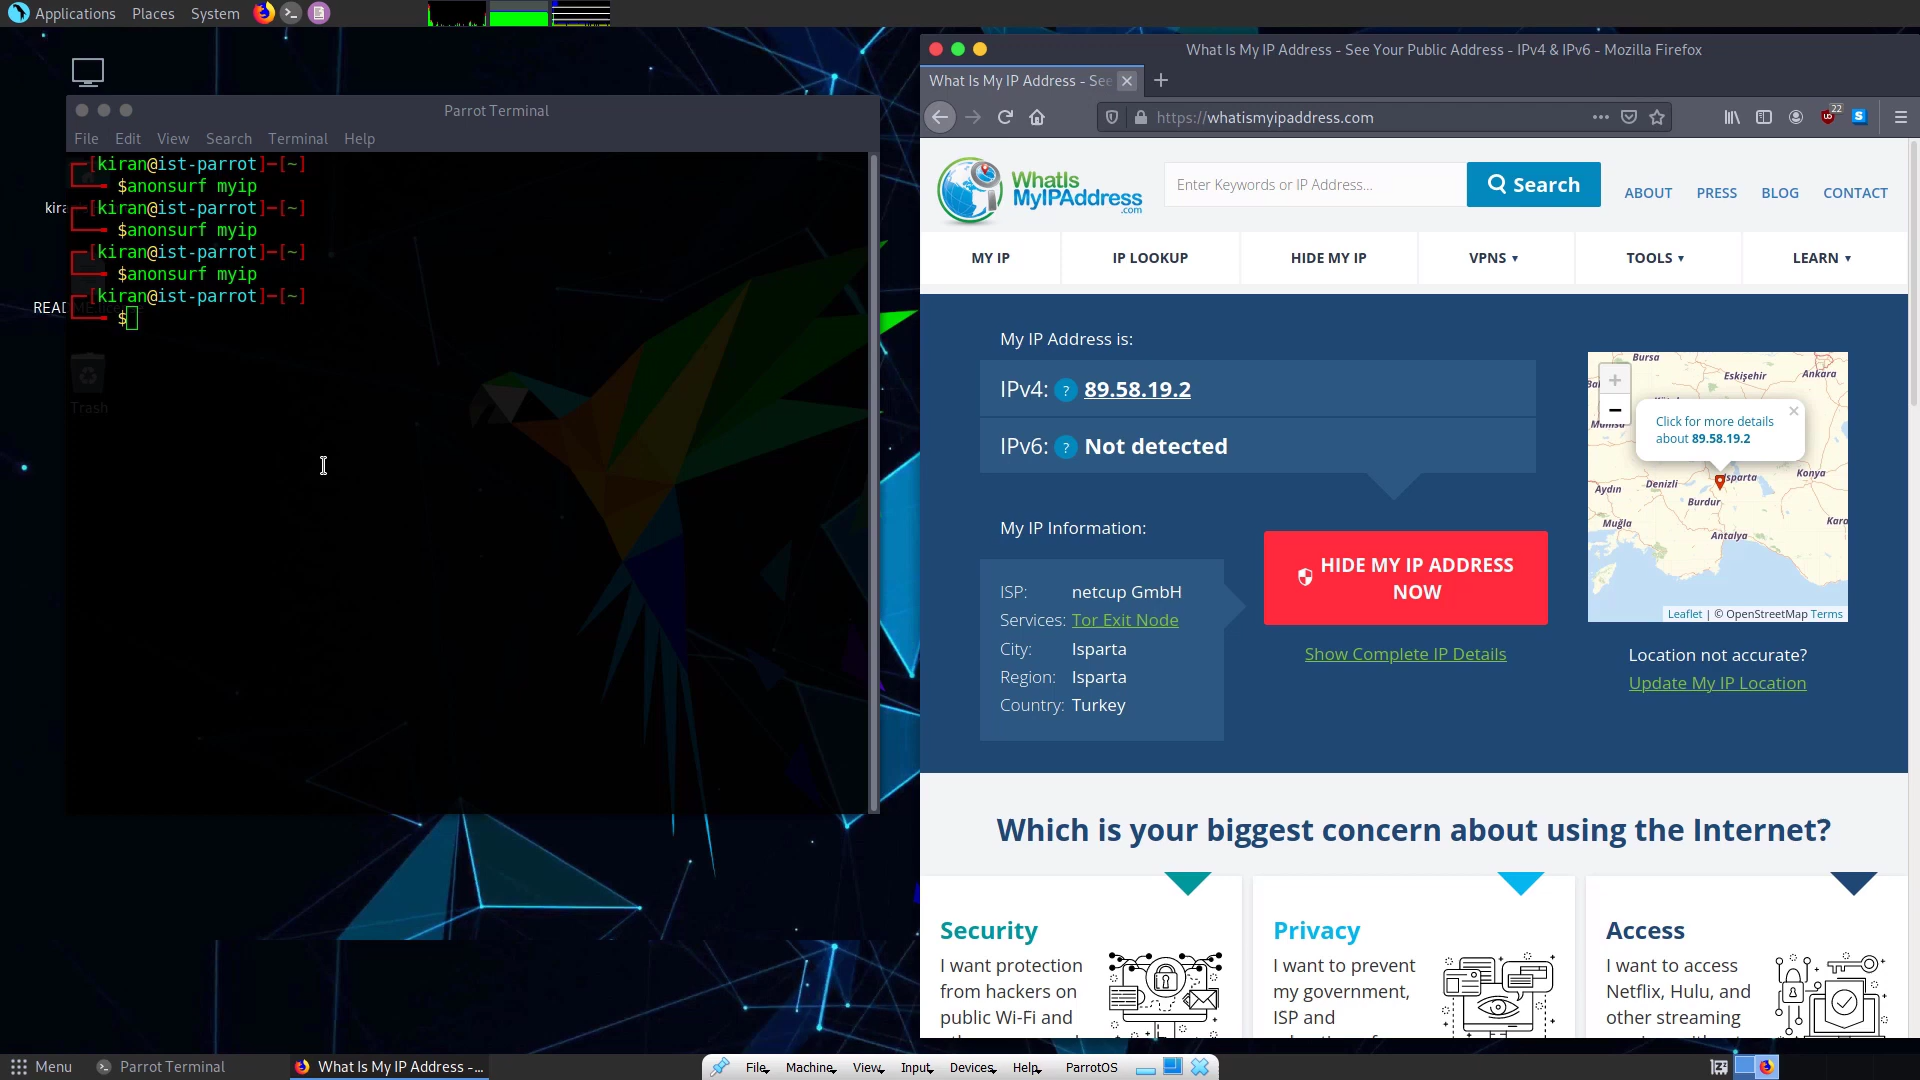 Applications Places System
Parrot Terminal
File Edit View Search Terminal Help
[kiran@ist-parrot]-[~]
$anonsurf myip
[kiran@ist-parrot]-[~]
$anonsurf myip
[kiran@ist-parrot]-[~]
$anonsurf myip
[kiran@ist-parrot]-[~]
$
Trash
What Is My IP Address - See Your Public Address - IPv4 & IPv6 - Mozilla Firefox
What Is My IP Address - See
https://whatismyipaddress.com
22
WhatIs
MyIPAddress
.com
Enter Keywords or IP Address...
Search
ABOUT PRESS BLOG CONTACT
MY IP IP LOOKUP HIDE MY IP VPNS TOOLS LEARN
My IP Address is:
IPv4: ? 89.58.19.2
IPv6: ? Not detected
My IP Information:
ISP: netcup GmbH
Services: Tor Exit Node
City: Isparta
Region: Isparta
Country: Turkey
HIDE MY IP ADDRESS
NOW
Show Complete IP Details
Bursa
Ankara
Eskişehir
Click for more details
about 89.58.19.2
Isparta
Konya
Denizli
Aydın
Burdur
Muğla
Antalya
Leaflet | © OpenStreetMap Terms
Location not accurate?
Update My IP Location
Which is your biggest concern about using the Internet?
Security
I want protection
from hackers on
public Wi-Fi and
Privacy
I want to prevent
my government,
ISP and
Access
I want to access
Netflix, Hulu, and
other streaming
Menu Parrot Terminal What Is My IP Address -...
File Machine View Input Devices Help ParrotOS